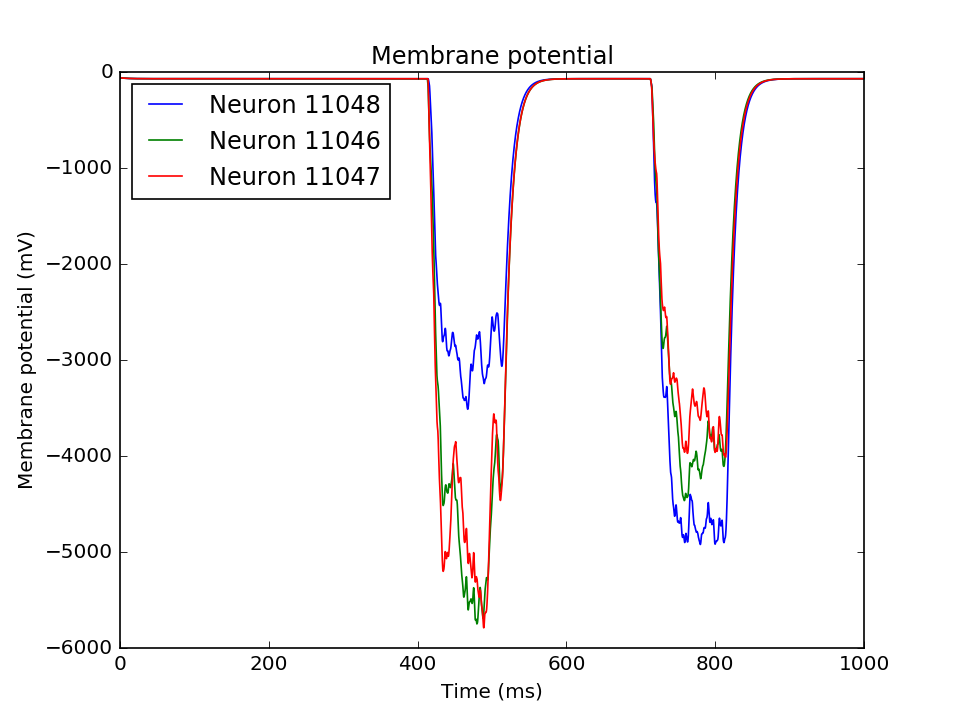 Membrane potential
Neuron 11048
Neuron 11046
Neuron 11047
Membrane potential (mV)
0
−1000
−2000
−3000
−4000
−5000
−6000
0 200 400 600 800 1000
Time (ms)